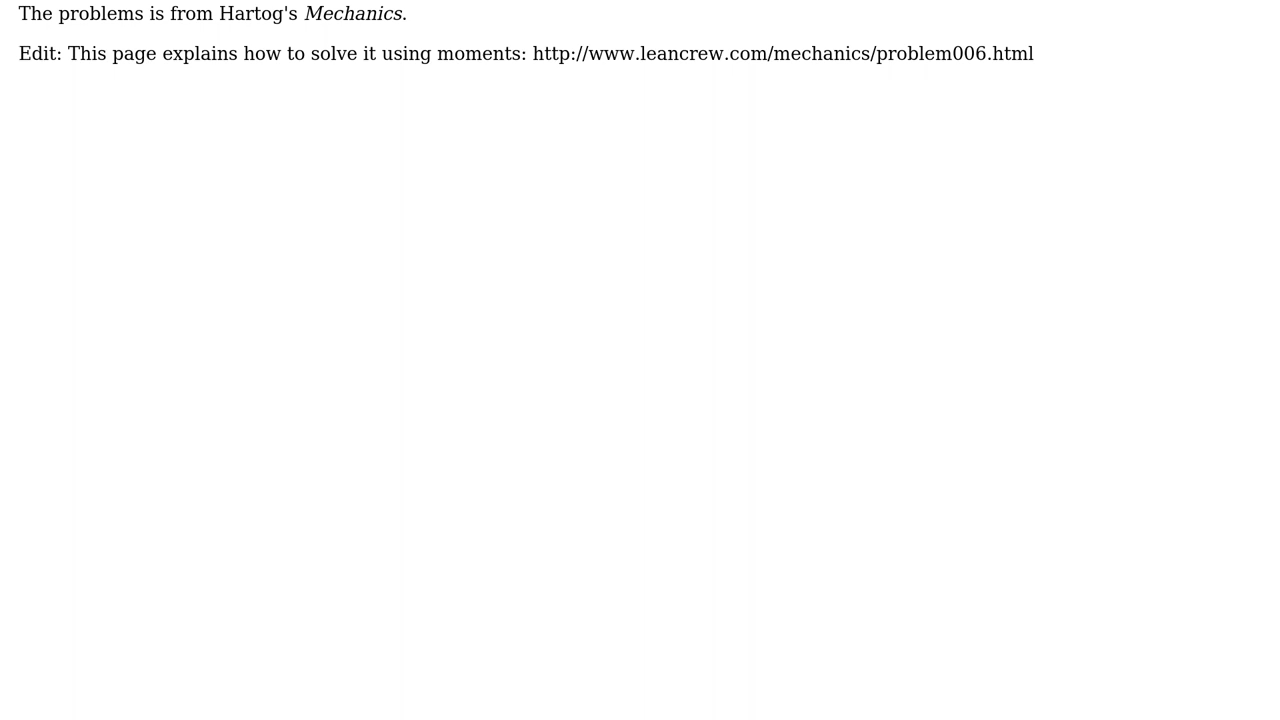 The problems is from Hartog's Mechanics.
Edit: This page explains how to solve it using moments: http://www.leancrew.com/mechanics/problem006.html